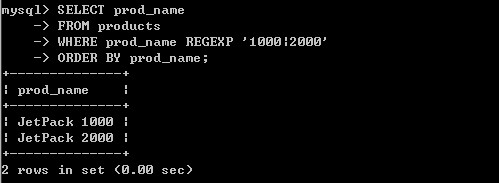 mysql> SELECT prod_name
    -> FROM products
    -> WHERE prod_name REGEXP '1000|2000'
    -> ORDER BY prod_name;
+--------------+
| prod_name    |
+--------------+
| JetPack 1000 |
| JetPack 2000 |
+--------------+
2 rows in set (0.00 sec)